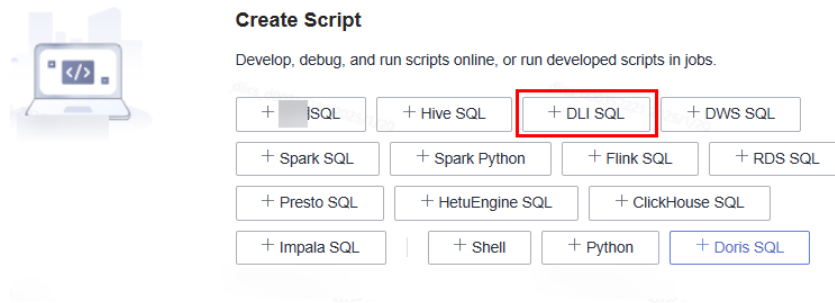 Create Script
Develop, debug, and run scripts online, or run developed scripts in jobs.
+ SQL + Hive SQL + DLI SQL + DWS SQL
+ Spark SQL + Spark Python + Flink SQL + RDS SQL
+ Presto SQL + HetuEngine SQL + ClickHouse SQL
+ Impala SQL + Shell + Python + Doris SQL